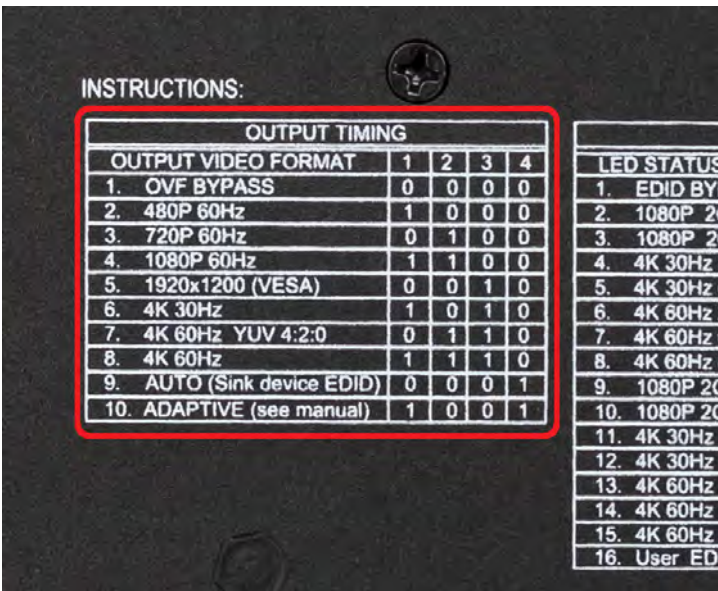 INSTRUCTIONS:
OUTPUT TIMING
OUTPUT VIDEO FORMAT 1 2 3 4
1. OVF BYPASS 0 0 0 0
2. 480P 60Hz 1 0 0 0
3. 720P 60Hz 0 1 0 0
4. 1080P 60Hz 1 1 0 0
5. 1920x1200 (VESA) 0 0 1 0
6. 4K 30Hz 1 0 1 0
7. 4K 60Hz YUV 4:2:0 0 1 1 0
8. 4K 60Hz 1 1 1 0
9. AUTO (Sink device EDID) 0 0 0 1
10. ADAPTIVE (see manual) 1 0 0 1
LED STATUS
1. EDID BY
2. 1080P 2
3. 1080P 2
4. 4K 30Hz
5. 4K 30Hz
6. 4K 60Hz
7. 4K 60Hz
8. 4K 60Hz
9. 1080P 2
10. 1080P 2
11. 4K 30Hz
12. 4K 30Hz
13. 4K 60Hz
14. 4K 60Hz
15. 4K 60Hz
16. User ED